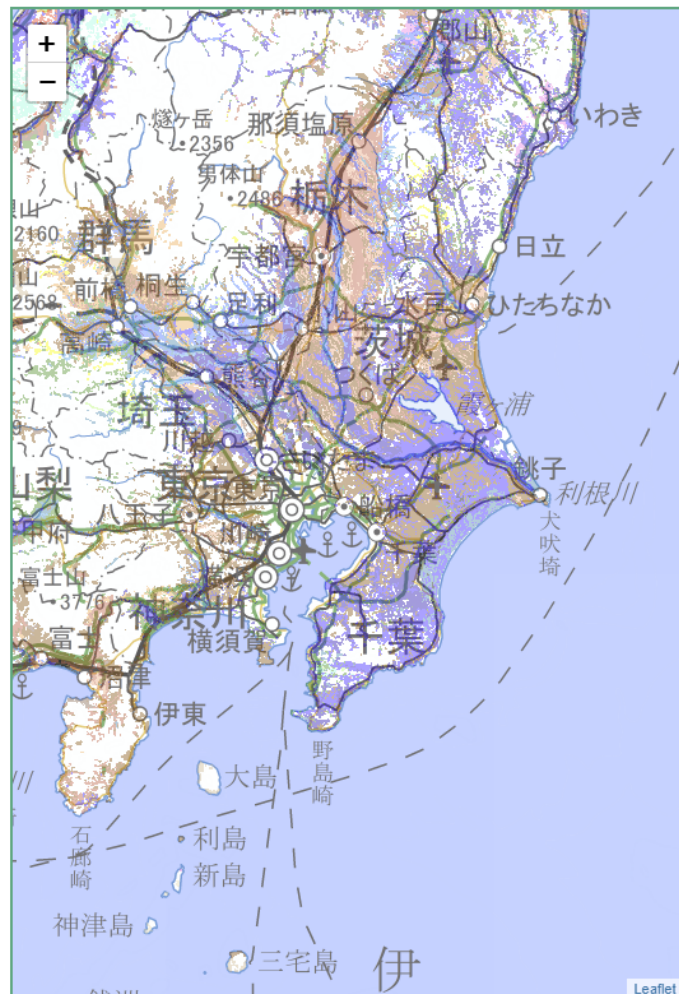 +
−
郡山
いわき
燧ヶ岳
・2356
那須塩原
男体山
・2486
栃木
2160
群馬
宇都宮
日立
2568
前橋
桐生
足利
水戸
ひたちなか
高崎
茨城
つくば
熊谷
霞ヶ浦
埼玉
川越
さいたま
銚子
利根川
山梨
東京
東京
船橋
犬吠埼
甲府
八王子
川崎
千葉
富士山
・3776
横浜
神奈川
千葉
横須賀
富士
沼津
伊東
野島崎
大島
石廊崎
利島
新島
神津島
三宅島
伊
Leaflet